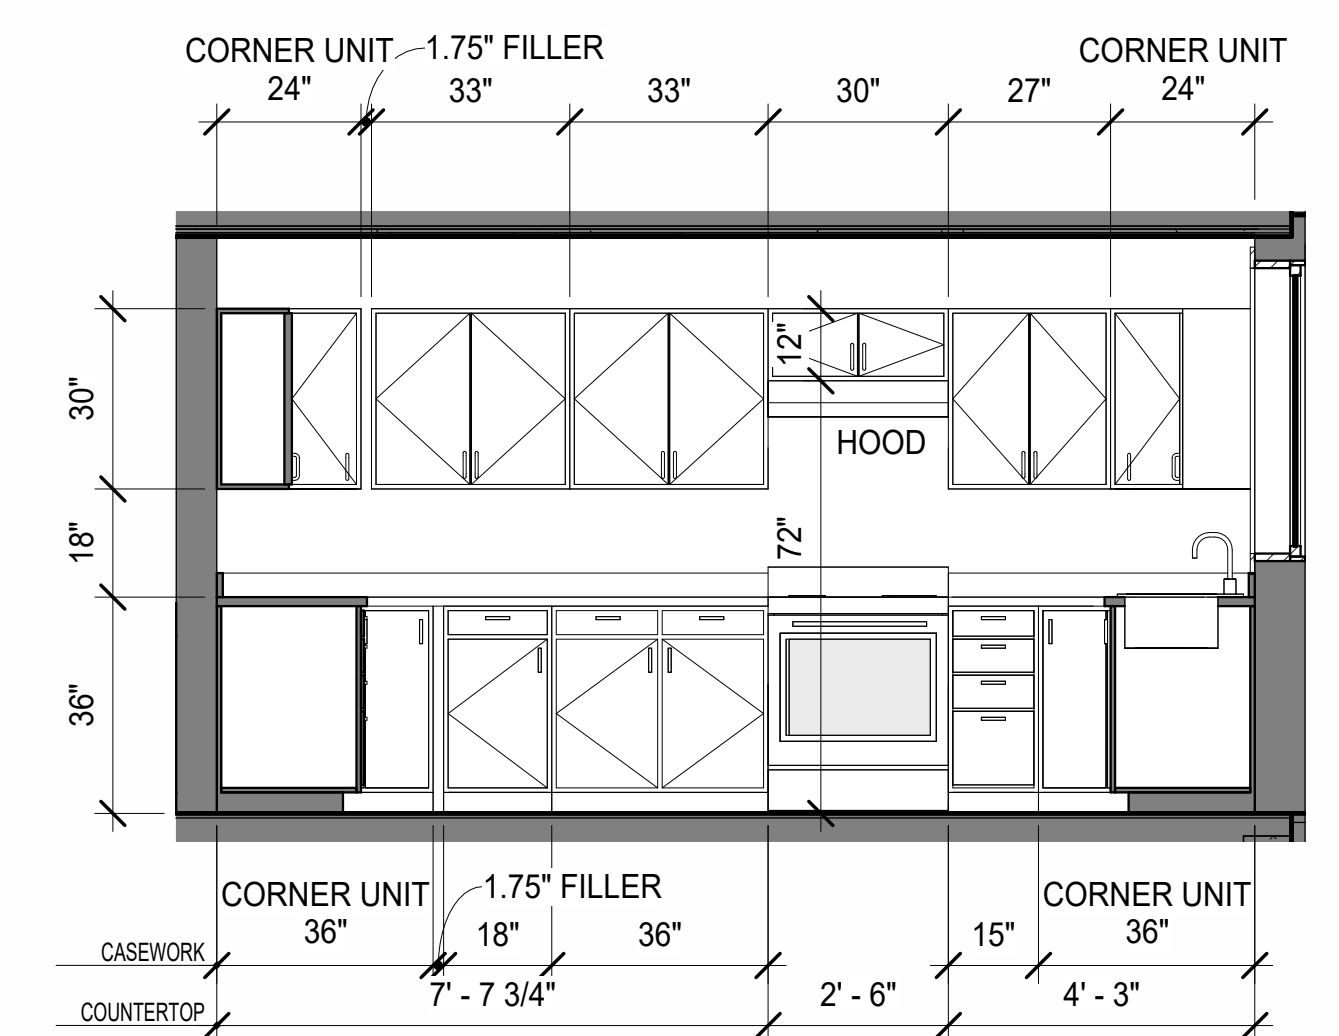 CORNER UNIT 1.75" FILLER CORNER UNIT
24" 33" 33" 30" 27" 24"
12"
30"
HOOD
18"
72"
36"
CORNER UNIT 1.75" FILLER CORNER UNIT
36" 18" 36" 15" 36"
CASEWORK
7' - 7 3/4" 2' - 6" 4' - 3"
COUNTERTOP